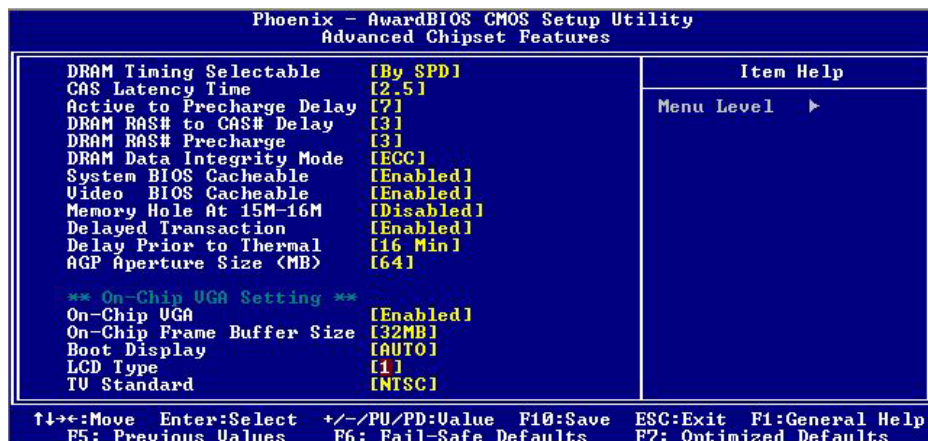 Phoenix - AwardBIOS CMOS Setup Utility
Advanced Chipset Features
DRAM Timing Selectable [By SPD]
CAS Latency Time [2.5]
Active to Precharge Delay [7]
DRAM RAS# to CAS# Delay [3]
DRAM RAS# Precharge [3]
DRAM Data Integrity Mode [ECC]
System BIOS Cacheable [Enabled]
Video BIOS Cacheable [Enabled]
Memory Hole At 15M-16M [Disabled]
Delayed Transaction [Enabled]
Delay Prior to Thermal [16 Min]
AGP Aperture Size (MB) [64]
** On-Chip VGA Setting **
On-Chip VGA [Enabled]
On-Chip Frame Buffer Size [32MB]
Boot Display [AUTO]
LCD Type [1]
TV Standard [NTSC]
Item Help
Menu Level ▶
↑↓→←:Move Enter:Select +/-/PU/PD:Value F10:Save ESC:Exit F1:General Help
F5: Previous Values F6: Fail-Safe Defaults F7: Optimized Defaults